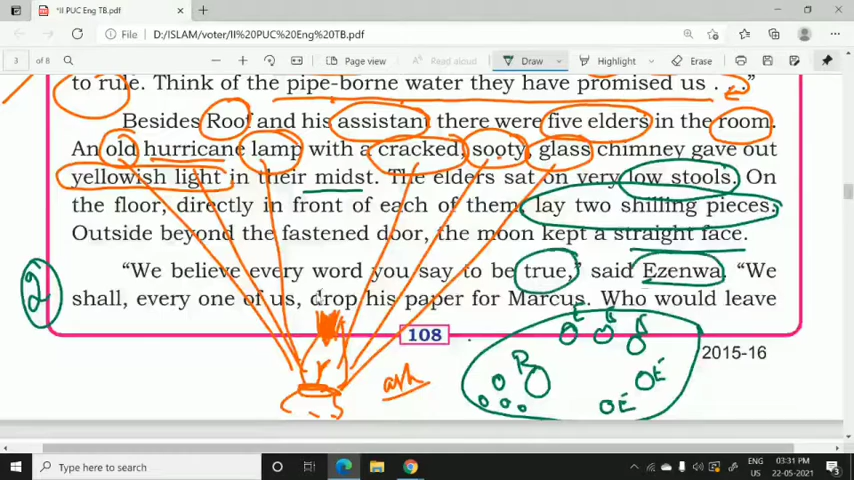 *II PUC Eng TB.pdf
File
D:/ISLAM/voter/II%20PUC%20Eng%20TB.pdf
3 of 8
Page view
Read aloud
Draw
Highlight
Erase
to rule. Think of the pipe-borne water they have promised us . . ."
Besides Roof and his assistant there were five elders in the room.
An old hurricane lamp with a cracked, sooty, glass chimney gave out
yellowish light in their midst. The elders sat on very low stools. On
the floor, directly in front of each of them, lay two shilling pieces.
Outside beyond the fastened door, the moon kept a straight face.
2
"We believe every word you say to be true," said Ezenwa. "We
shall, every one of us, drop his paper for Marcus. Who would leave
108
2015-16
ash
R
E
E
E
Type here to search
ENG
US
03:31 PM
22-05-2021
3